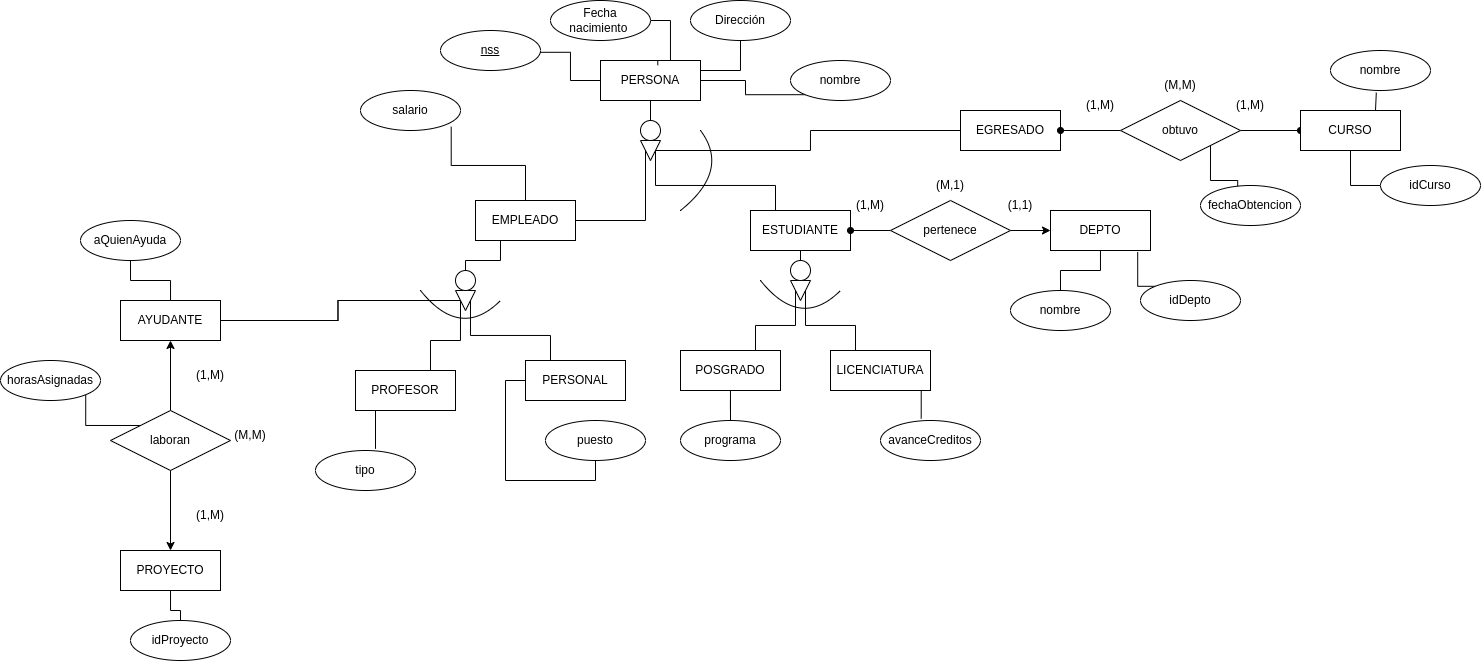 Fecha
nacimiento
Dirección
nss
PERSONA
nombre
nombre
salario
(M,M)
(1,M)
(1,M)
EGRESADO
obtuvo
CURSO
idCurso
(M,1)
fechaObtencion
EMPLEADO
(1,M)
(1,1)
ESTUDIANTE
pertenece
DEPTO
aQuienAyuda
nombre
idDepto
AYUDANTE
(1,M)
horasAsignadas
PROFESOR
PERSONAL
POSGRADO
LICENCIATURA
laboran
(M,M)
puesto
programa
avanceCreditos
tipo
(1,M)
PROYECTO
idProyecto